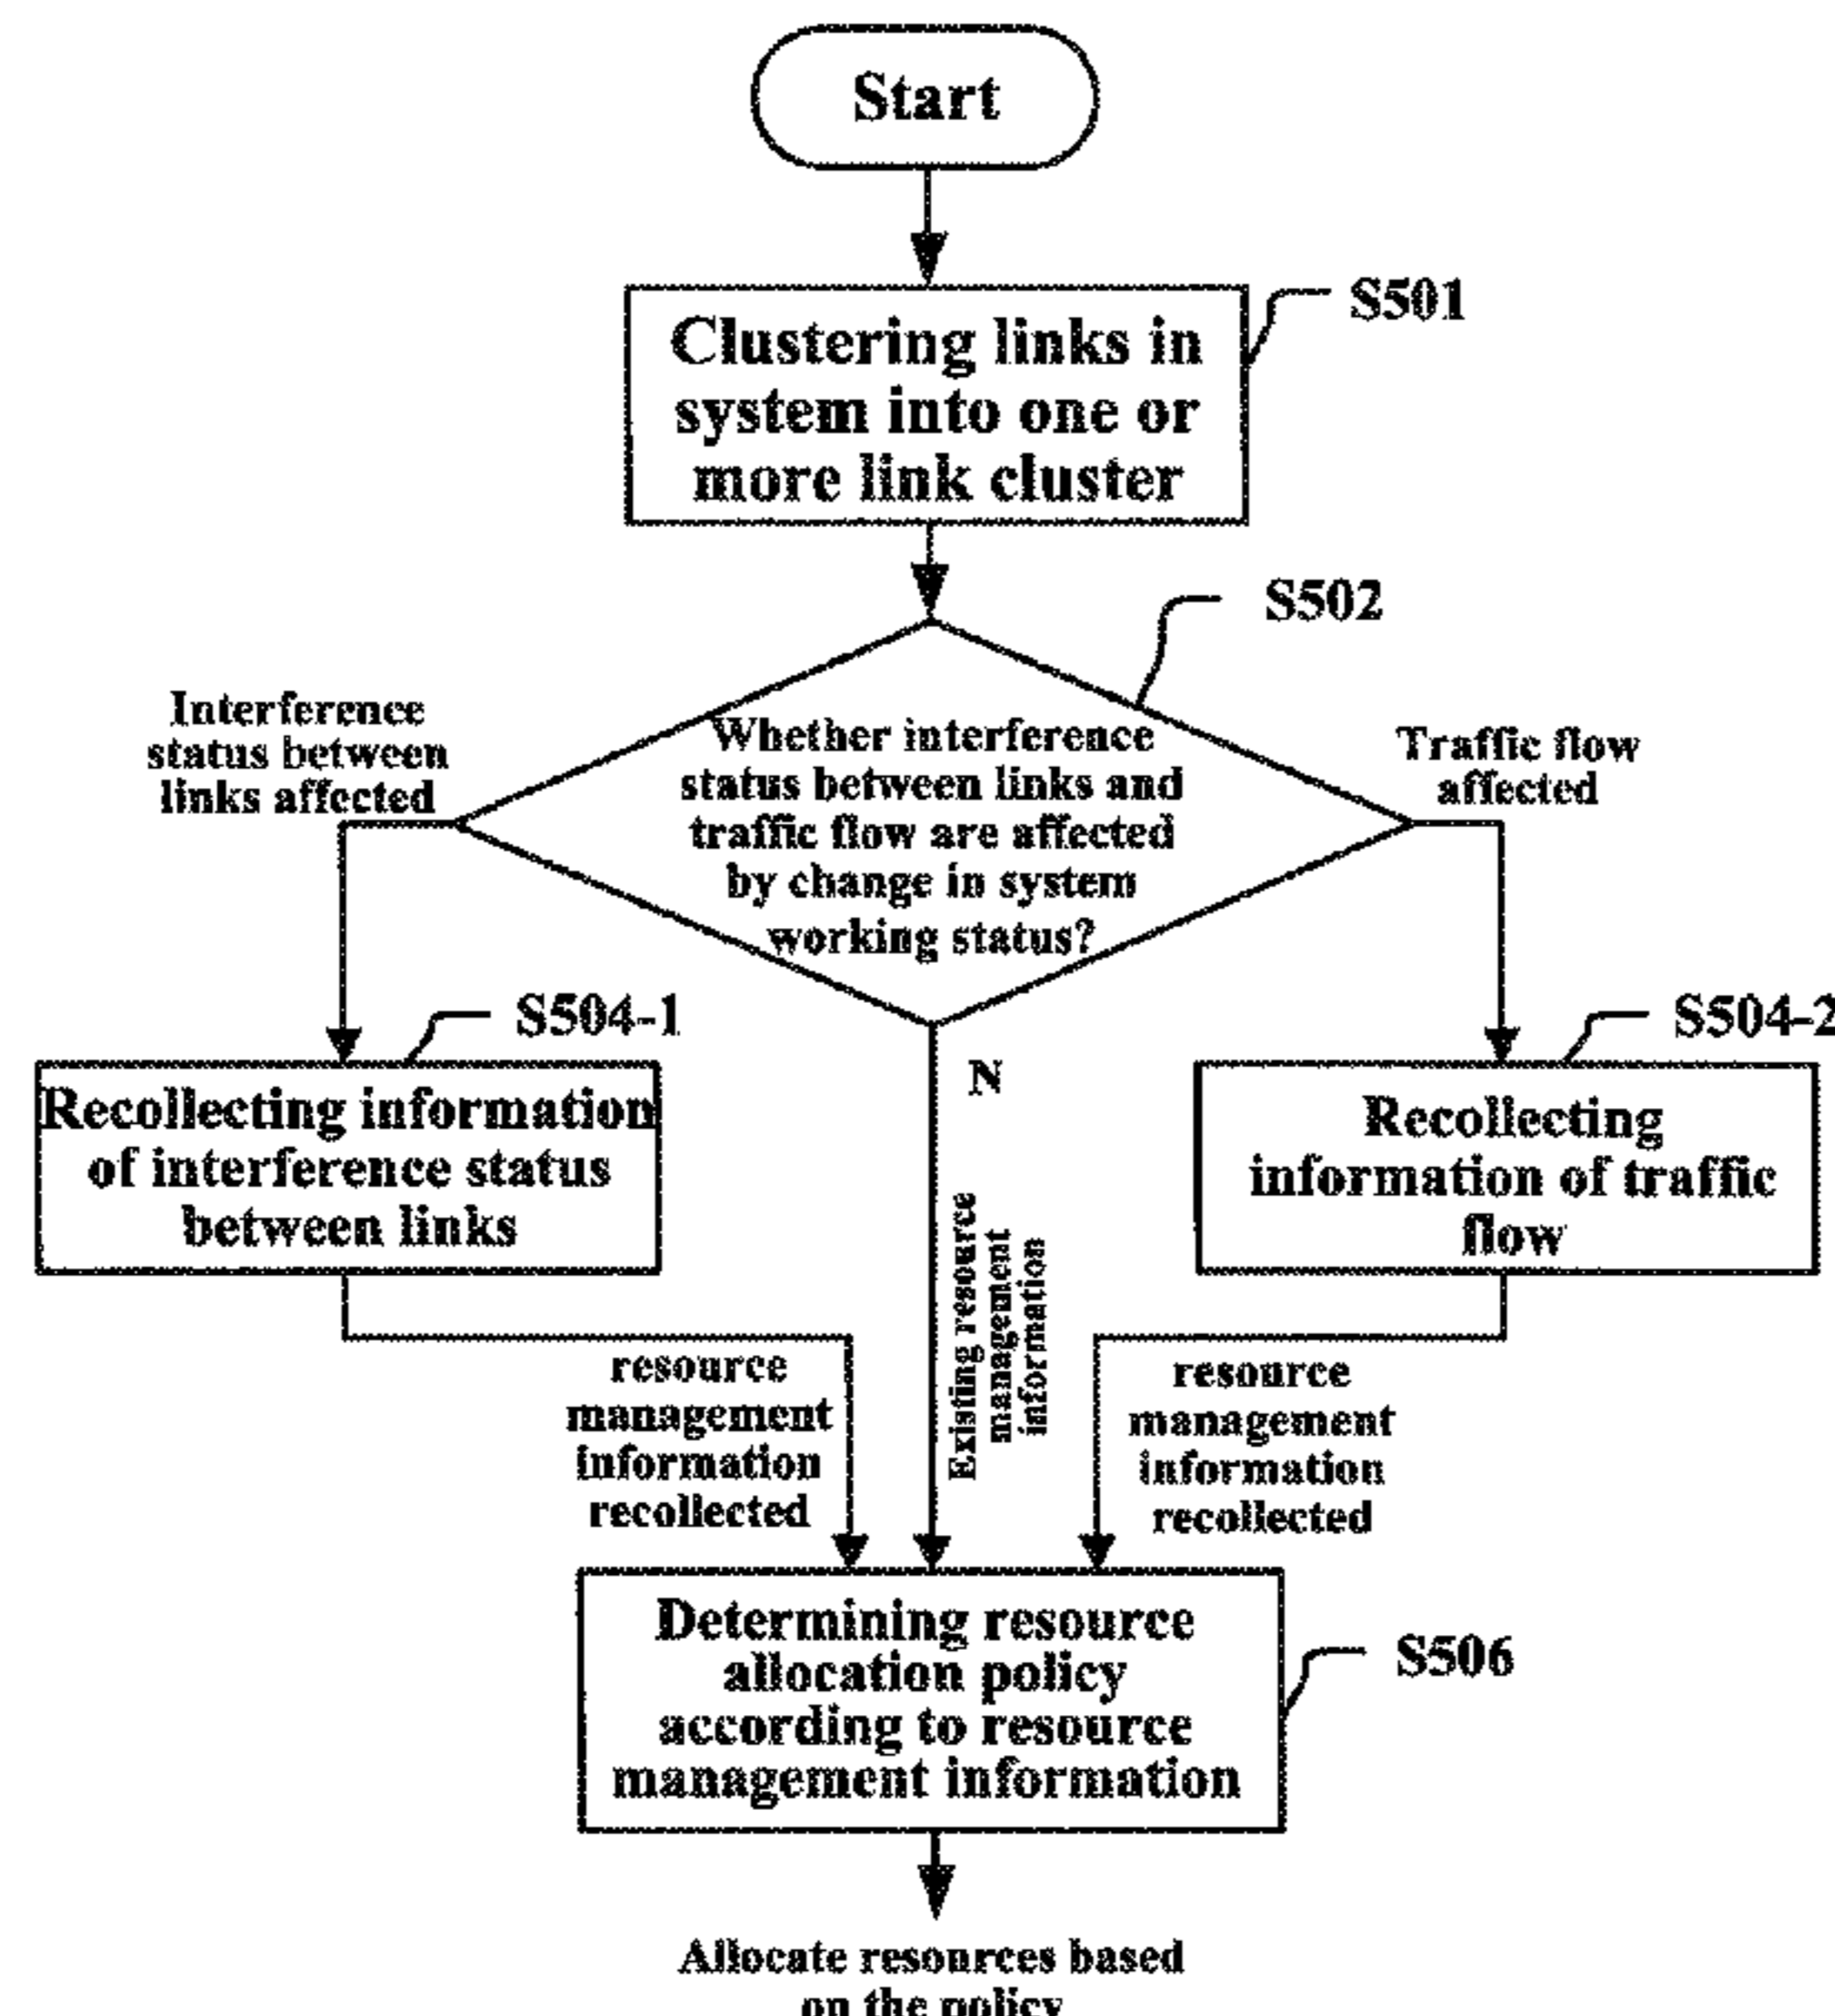 Start
S501
Clustering links in
system into one or
more link cluster
S502
Interference
status between
links affected
Whether interference
status between links and
traffic flow are affected
by change in system
working status?
Traffic flow
affected
S504-1
S504-2
Recollecting information
of interference status
between links
N
Recollecting
information of traffic
flow
Existing resource
management
information
resource
management
information
recollected
resource
management
information
recollected
Determining resource
allocation policy
according to resource
management information
S506
Allocate resources based
on the policy